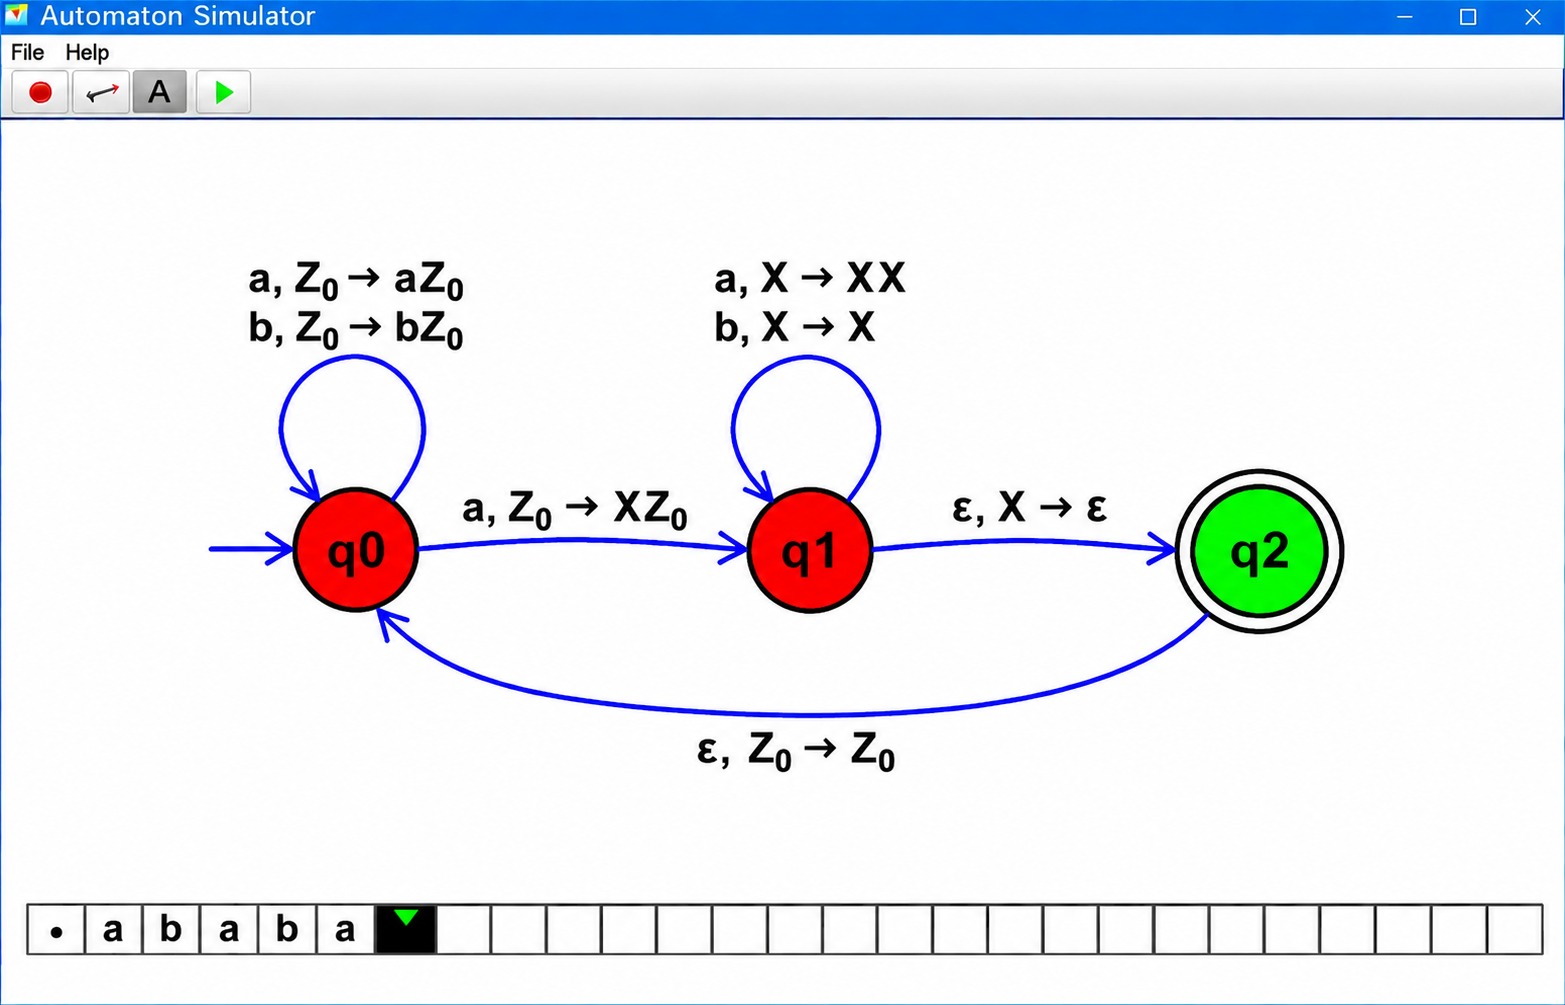 Automaton Simulator
File Help
A
a, Z₀ → aZ₀
b, Z₀ → bZ₀
a, X → XX
b, X → X
a, Z₀ → XZ₀
ε, X → ε
q0
q1
q2
ε, Z₀ → Z₀
• a b a b a